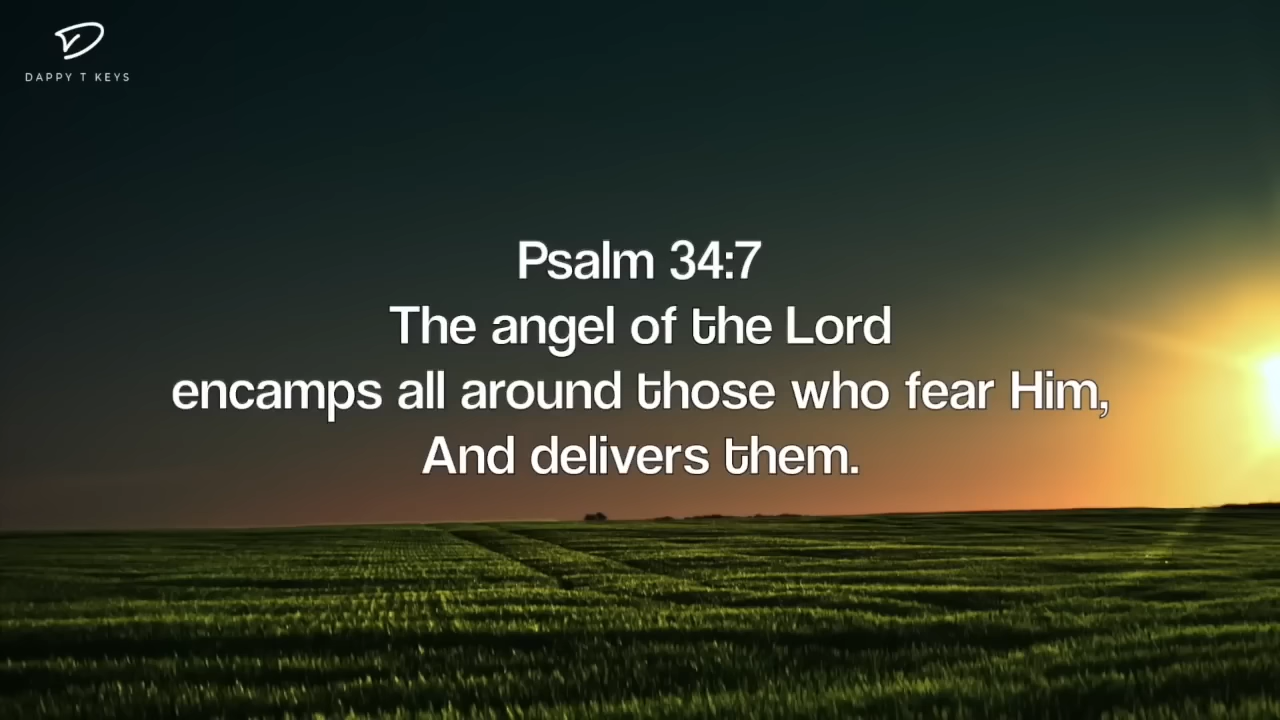 DAPPY T KEYS
Psalm 34:7
The angel of the Lord
encamps all around those who fear Him,
And delivers them.